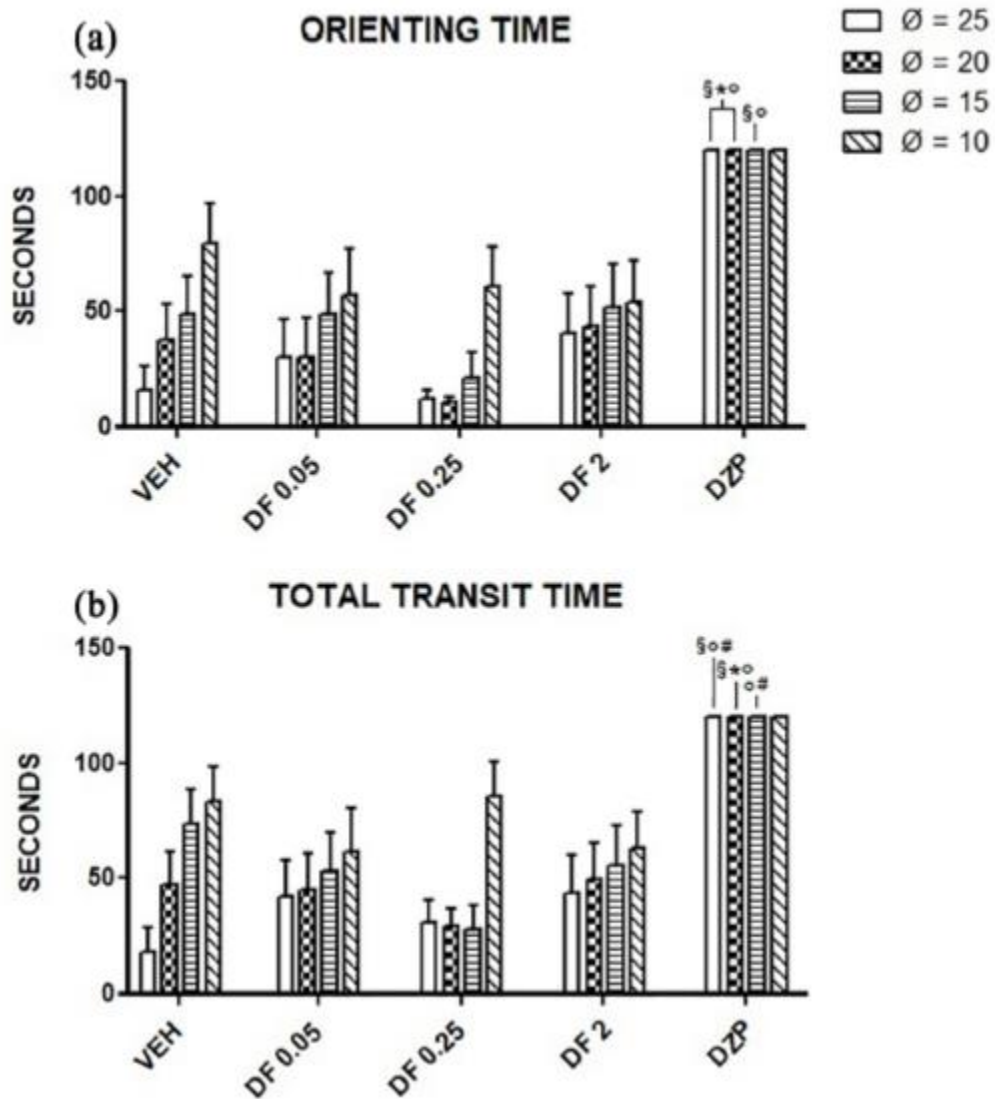 (a) ORIENTING TIME
Ø = 25
Ø = 20
Ø = 15
Ø = 10
SECONDS
150
100
50
0
§*°
§°
VEH
DF 0.05
DF 0.25
DF 2
DZP
(b) TOTAL TRANSIT TIME
SECONDS
150
100
50
0
§°#
§*°
°#
VEH
DF 0.05
DF 0.25
DF 2
DZP